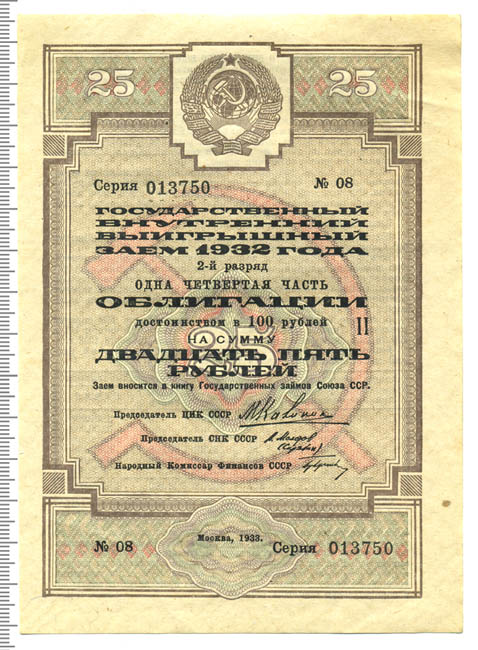 25 25
Серия 013750 № 08
ГОСУДАРСТВЕННЫЙ
ВНУТРЕННИЙ
ВЫИГРЫШНЫЙ
ЗАЕМ 1932 ГОДА
2-й разряд
ОДНА ЧЕТВЕРТАЯ ЧАСТЬ
ОБЛИГАЦИИ
достоинством в 100 рублей II
НА СУММУ
ДВАДЦАТЬ ПЯТЬ
РУБЛЕЙ
Заем вносится в книгу Государственных займов Союза ССР.
Председатель ЦИК СССР М Калинин
Председатель СНК СССР
Народный Комиссар Финансов СССР
№ 08 Москва, 1933. Серия 013750